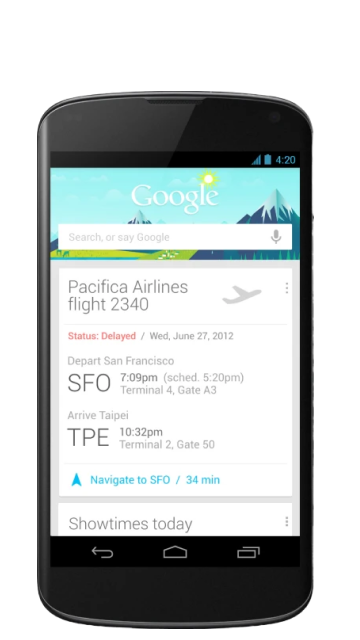 4:20
Google
Search, or say Google
Pacifica Airlines
flight 2340
Status: Delayed / Wed, June 27, 2012
Depart San Francisco
SFO 7:09pm (sched. 5:20pm)
Terminal 4, Gate A3
Arrive Taipei
TPE 10:32pm
Terminal 2, Gate 50
Navigate to SFO / 34 min
Showtimes today